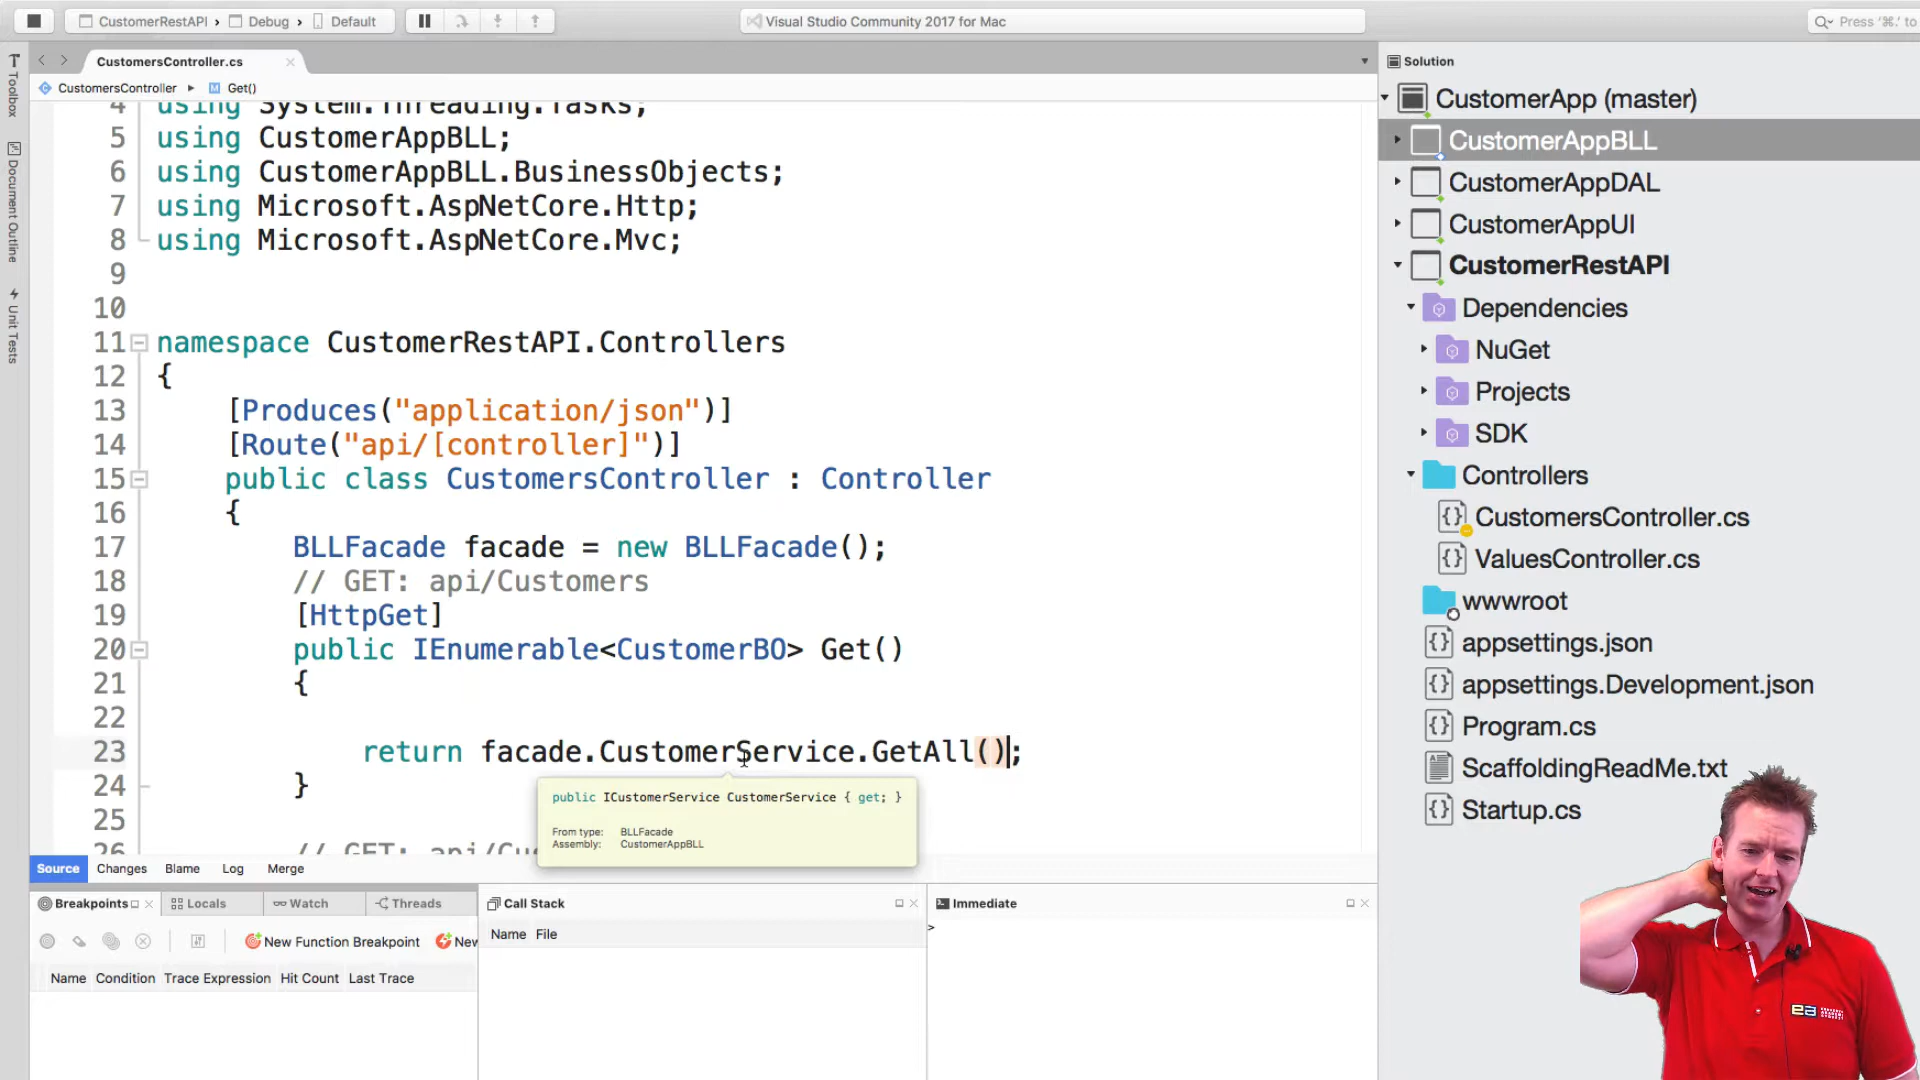 CustomerRestAPI › Debug › Default
Visual Studio Community 2017 for Mac
Press '⌘.' to
Toolbox
Document Outline
Unit Tests
CustomersController.cs
CustomersController ▸ Get()
4 using System.Threading.Tasks;
5 using CustomerAppBLL;
6 using CustomerAppBLL.BusinessObjects;
7 using Microsoft.AspNetCore.Http;
8 using Microsoft.AspNetCore.Mvc;
9
10
11 namespace CustomerRestAPI.Controllers
12 {
13 [Produces("application/json")]
14 [Route("api/[controller]")]
15 public class CustomersController : Controller
16 {
17 BLLFacade facade = new BLLFacade();
18 // GET: api/Customers
19 [HttpGet]
20 public IEnumerable<CustomerBO> Get()
21 {
22
23 return facade.CustomerService.GetAll();
24 }
25
26 // GET: api/Cu
public ICustomerService CustomerService { get; }
From type: BLLFacade
Assembly: CustomerAppBLL
Source Changes Blame Log Merge
Breakpoints Locals Watch Threads
New Function Breakpoint New
Name Condition Trace Expression Hit Count Last Trace
Call Stack
Name File
Immediate
>
Solution
CustomerApp (master)
CustomerAppBLL
CustomerAppDAL
CustomerAppUI
CustomerRestAPI
Dependencies
NuGet
Projects
SDK
Controllers
CustomersController.cs
ValuesController.cs
wwwroot
appsettings.json
appsettings.Development.json
Program.cs
ScaffoldingReadMe.txt
Startup.cs
ea